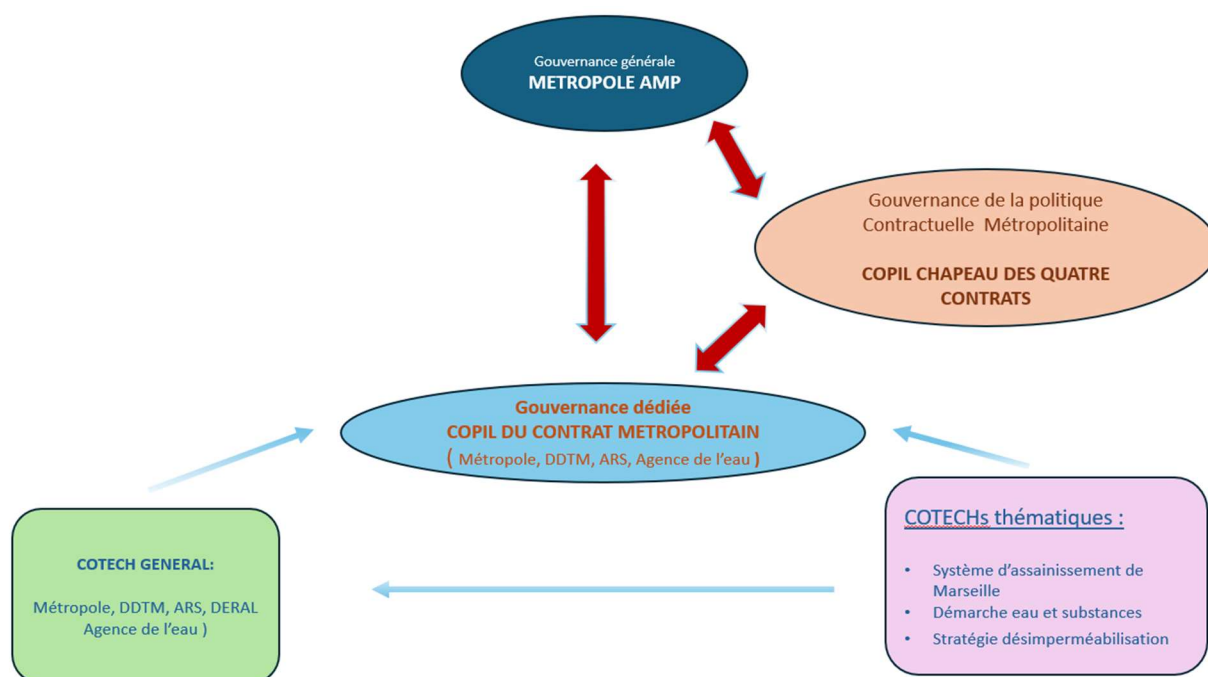 Gouvernance générale
METROPOLE AMP
Gouvernance de la politique
Contractuelle Métropolitaine
COPIL CHAPEAU DES QUATRE
CONTRATS
Gouvernance dédiée
COPIL DU CONTRAT METROPOLITAIN
( Métropole, DDTM, ARS, Agence de l'eau )
COTECH GENERAL:
Métropole, DDTM, ARS, DERAL
Agence de l'eau )
COTECHs thématiques :
• Système d'assainissement de
Marseille
• Démarche eau et substances
• Stratégie désimperméabilisation